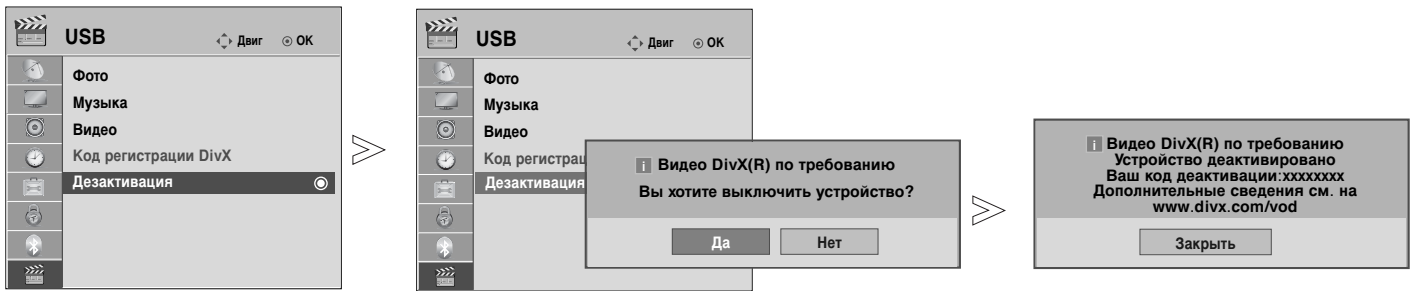 USB
Двиг
OK
Фото
Музыка
Видео
Код регистрации DivX
Дезактивация
USB
Двиг
OK
Фото
Музыка
Видео
Код регистрац
Дезактивация
i Видео DivX(R) по требованию
Вы хотите выключить устройство?
Да
Нет
i Видео DivX(R) по требованию
Устройство деактивировано
Ваш код деактивации:xxxxxxxx
Дополнительные сведения см. на
www.divx.com/vod
Закрыть